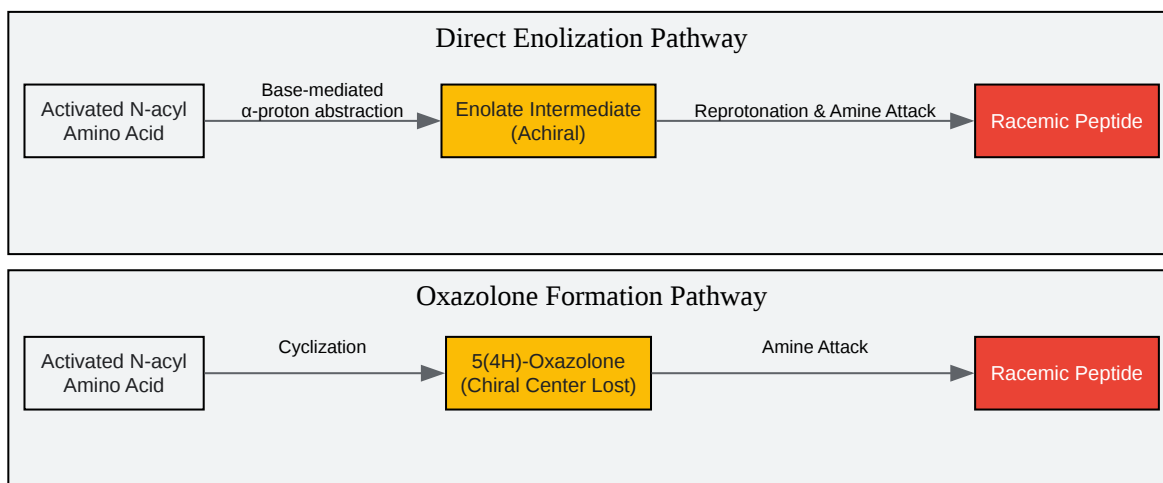 Direct Enolization Pathway
Activated N-acyl
Amino Acid
Base-mediated
α-proton abstraction
Enolate Intermediate
(Achiral)
Reprotonation & Amine Attack
Racemic Peptide
Oxazolone Formation Pathway
Activated N-acyl
Amino Acid
Cyclization
5(4H)-Oxazolone
(Chiral Center Lost)
Amine Attack
Racemic Peptide